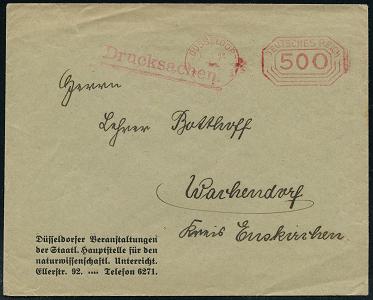 Drucksachen.
DÜSSELDORF
DEUTSCHES REICH
500
Herrn
Lehrer Botthoff
Wachendorf
Kreis Euskirchen
Düsseldorfer Veranstaltungen
der Staatl. Hauptstelle für den
naturwissenschaftl. Unterricht.
Ellerstr. 92. .... Telefon 6271.